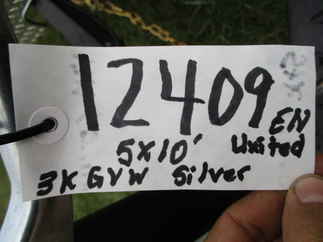 12409
EN
5X10' United
3K GVW Silver